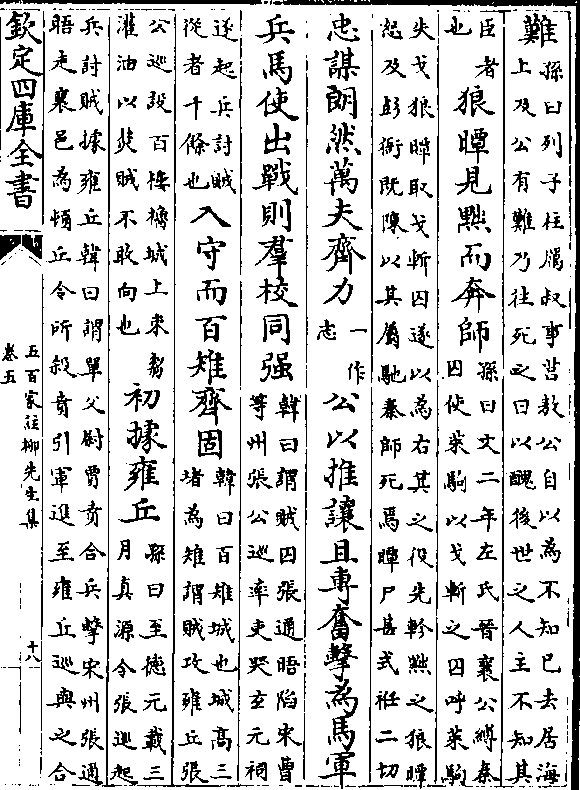 難孫曰列子柱厲叔事莒敖公自以為不知已去居海
上及公有難乃往死之曰以醜後世之人主不知其
臣者
也
狼瞫見黜而奔師
孫曰文二年左氏晉襄公縛秦
囚使萊駒以戈斬之囚呼萊駒
失戈狼瞫取戈斬囚遂以為右其之役先軫黜之狼瞫
怒及彭衙既陳以其屬馳秦師死焉瞫尸甚式袵二切
忠謀朗然萬夫齊力
一作
志
公以推讓且專奮擊為馬軍
兵馬使出戰則羣校同强
韓曰謂賊囚張通晤陷宋曹
等州張公巡率吏哭玄元祠
遂起兵討賊
從者千餘也
入守而百雉齊固
韓曰百雉城也城高三
堵為雉謂賊攻雍丘張
公巡設百樓檣城上束芻
灌油以焚賊不敢向也
初據雍丘
孫曰至德元載三
月真源令張巡起
兵討賊據雍丘韓曰謂單父尉賈賁合兵擊宋州張通
晤走襄邑為頓丘令所殺賁引軍進至雍丘巡與之合
欽定四庫全書
五百家註柳先生集
卷五
十八